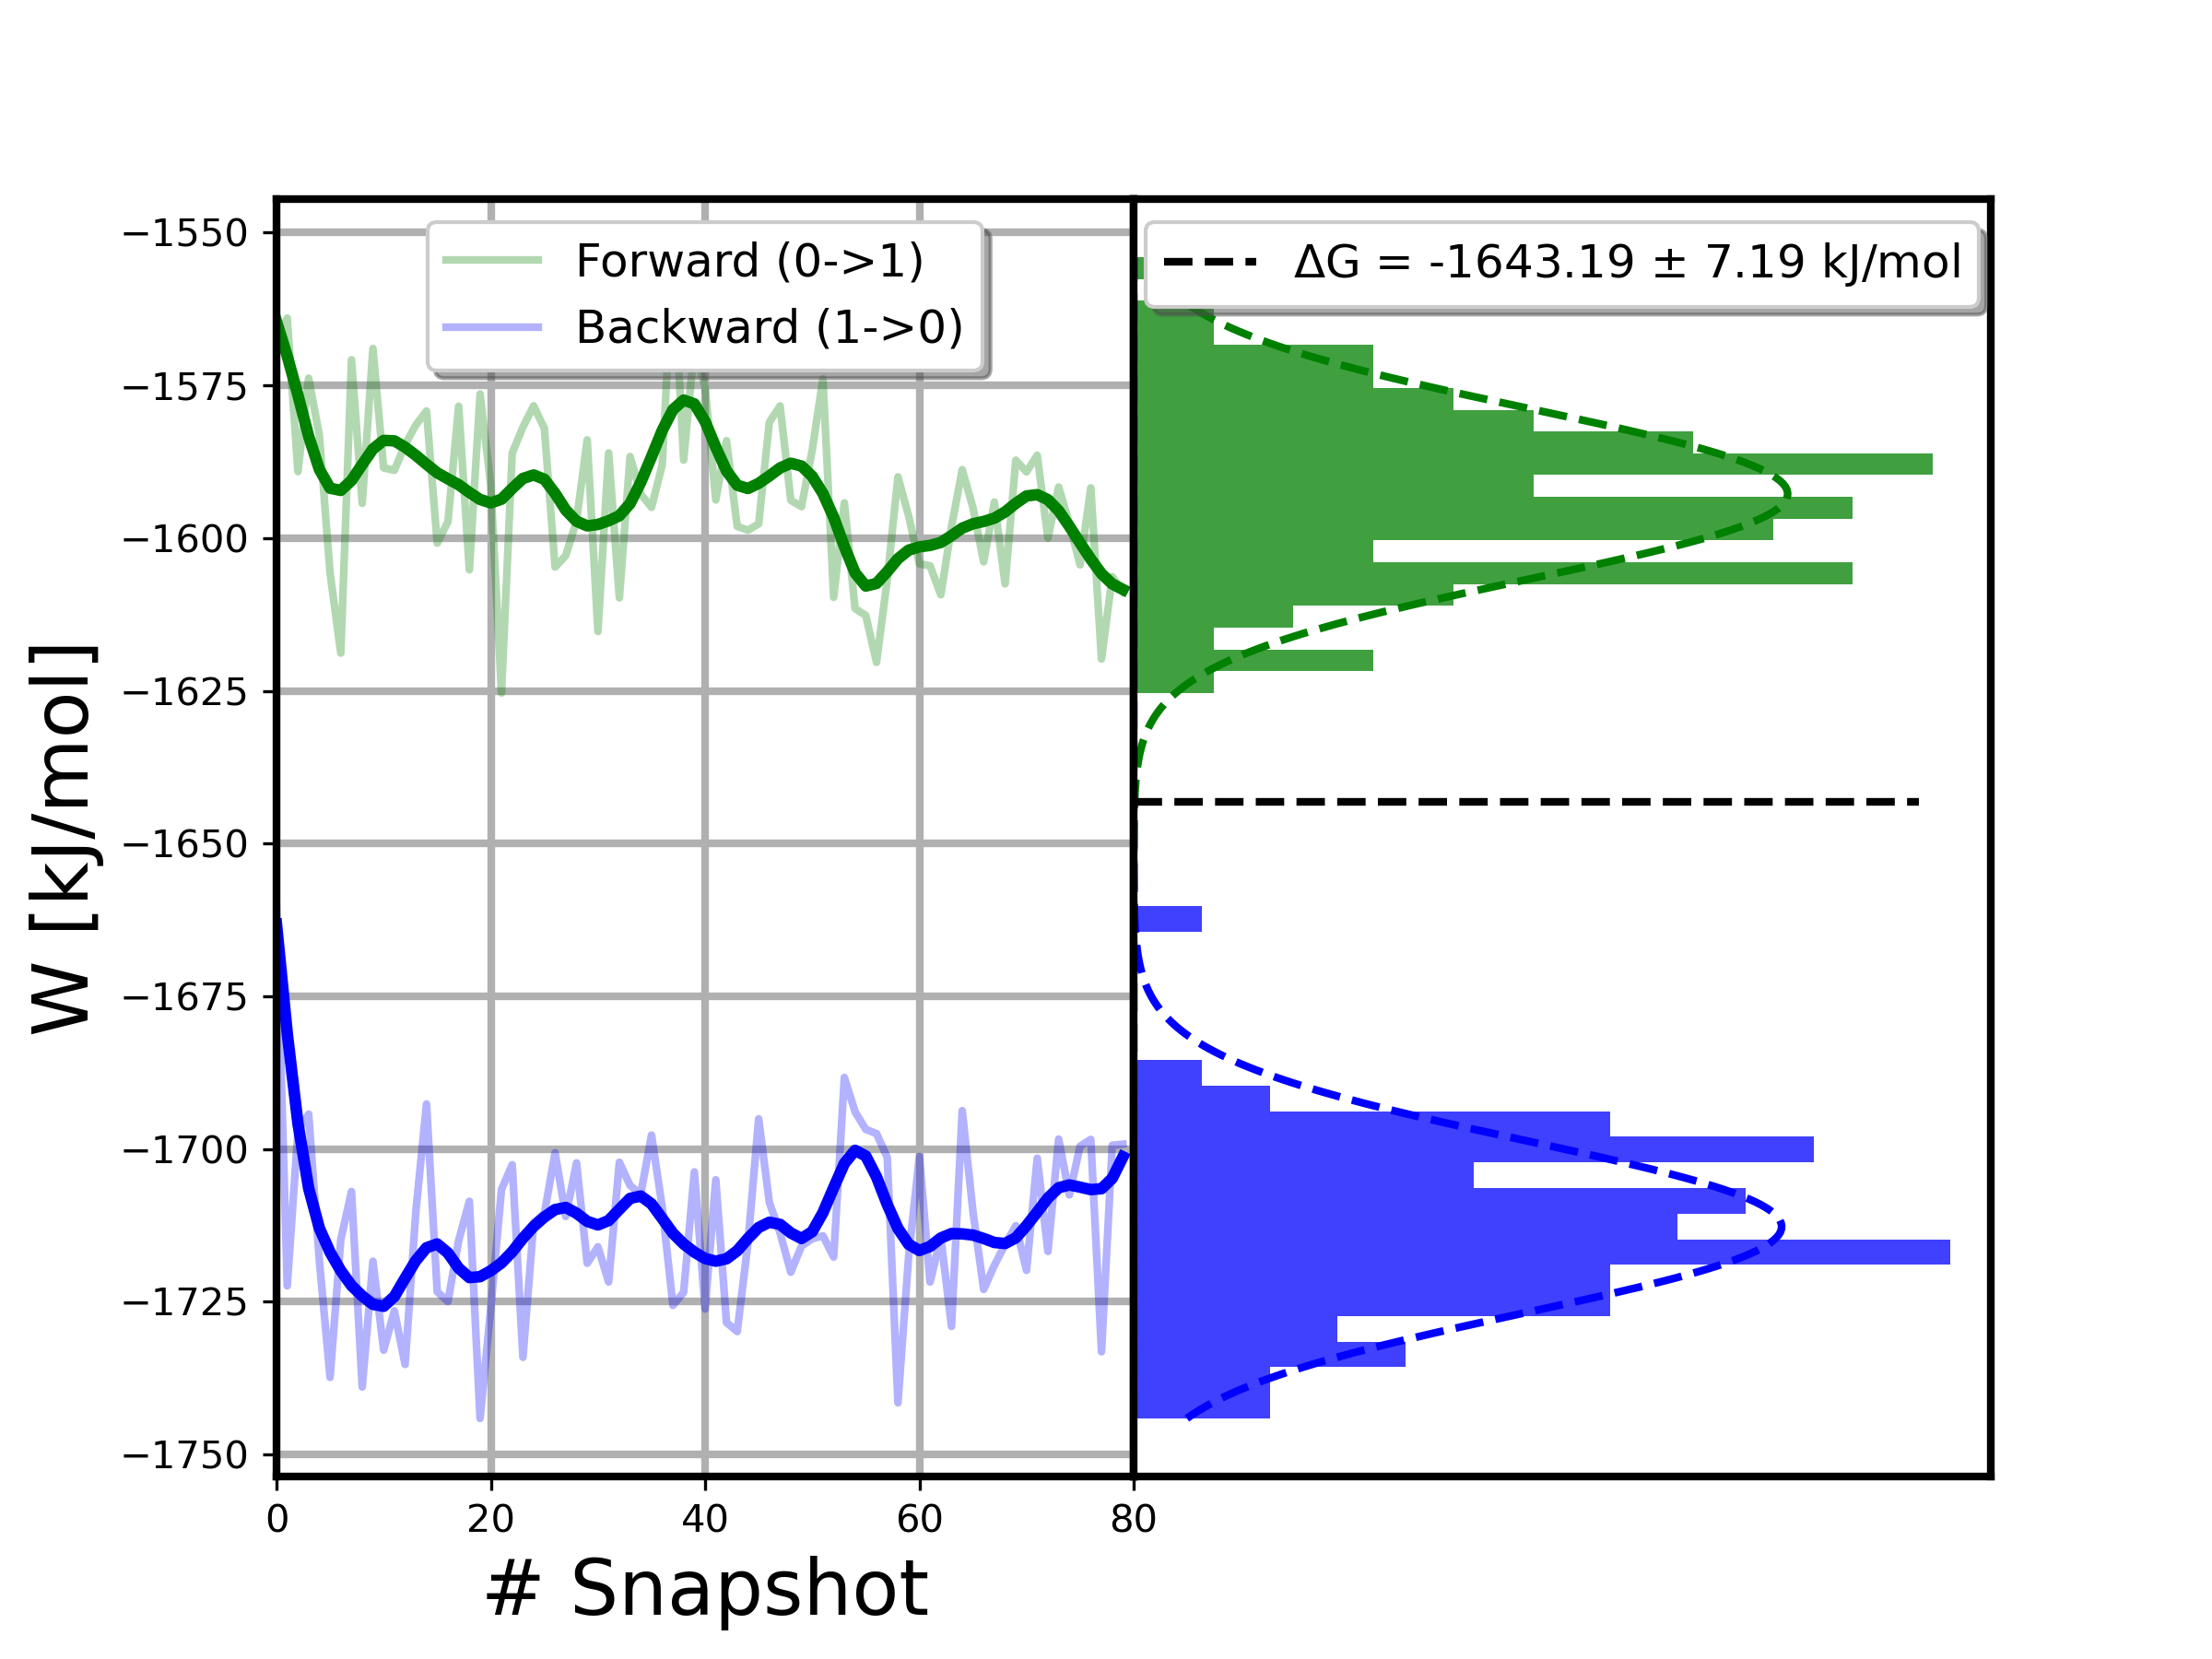 Forward (0->1)
Backward (1->0)
ΔG = -1643.19 ± 7.19 kJ/mol
W [kJ/mol]
−1550
−1575
−1600
−1625
−1650
−1675
−1700
−1725
−1750
0 20 40 60 80
# Snapshot